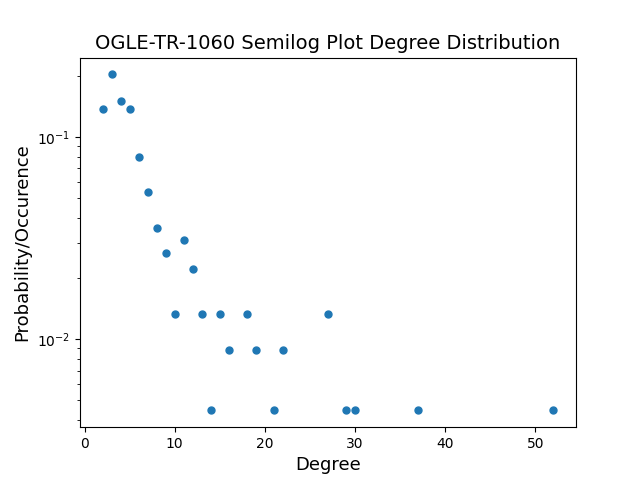 OGLE-TR-1060 Semilog Plot Degree Distribution
Probability/Occurence
10⁻¹
10⁻²
0 10 20 30 40 50
Degree